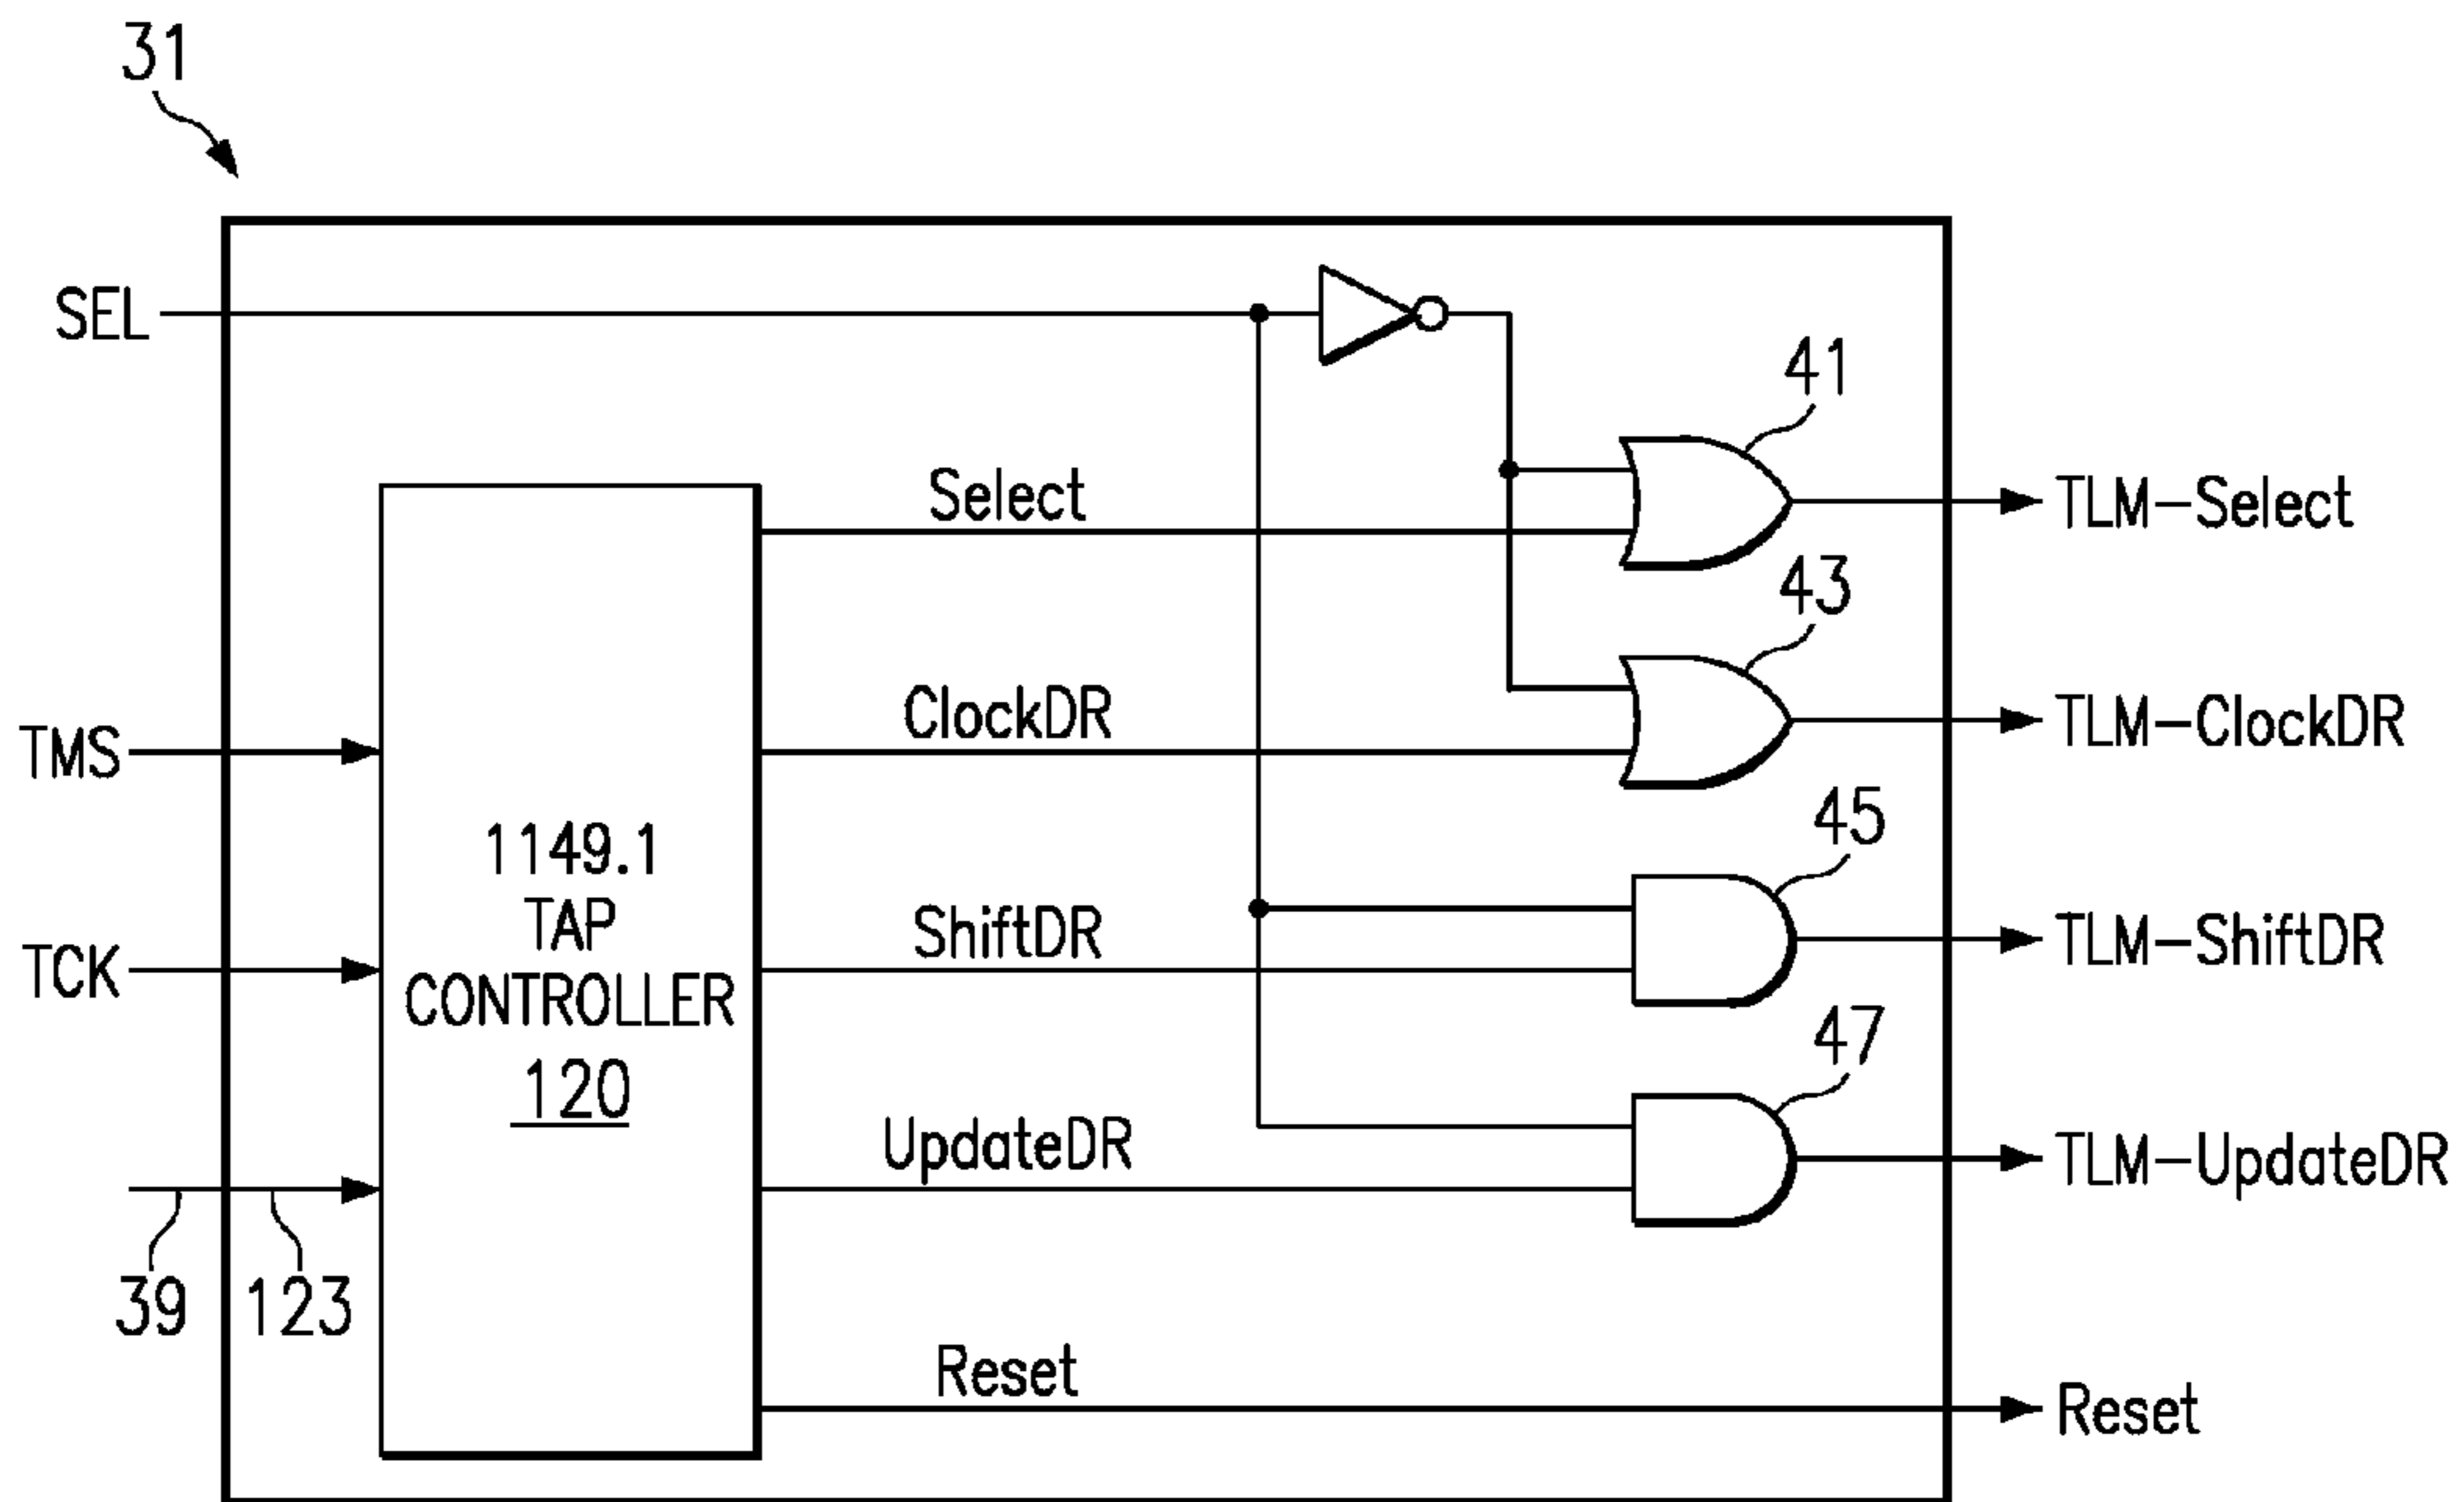 31
SEL
41
Select
TLM-Select
43
ClockDR
TLM-ClockDR
TMS
45
1149.1
TAP
CONTROLLER
120
ShiftDR
TLM-ShiftDR
TCK
47
UpdateDR
TLM-UpdateDR
39
123
Reset
Reset